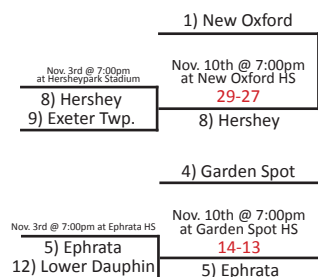 1) New Oxford
Nov. 3rd @ 7:00pm
at Hersheypark Stadium
Nov. 10th @ 7:00pm
at New Oxford HS
29-27
8) Hershey
9) Exeter Twp.
8) Hershey
4) Garden Spot
Nov. 3rd @ 7:00pm at Ephrata HS
Nov. 10th @ 7:00pm
at Garden Spot HS
14-13
5) Ephrata
12) Lower Dauphin
5) Ephrata